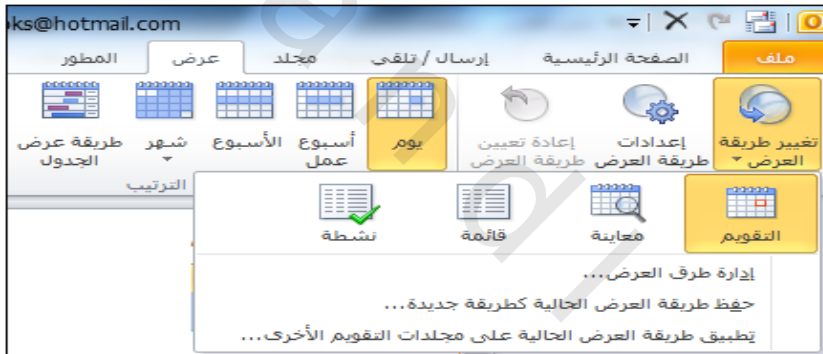 oks@hotmail.com
ملف
الصفحة الرئيسية
إرسال / تلقي
مجلد
عرض
المطور
تغيير طريقة
العرض
إعدادات
طريقة العرض
إعادة تعيين
طريقة العرض
يوم
أسبوع
عمل
الأسبوع
شهر
طريقة عرض
الجدول
الترتيب
التقويم
معاينة
قائمة
نشطة
إدارة طرق العرض...
حفظ طريقة العرض الحالية كطريقة جديدة...
تطبيق طريقة العرض الحالية على مجلدات التقويم الأخرى...